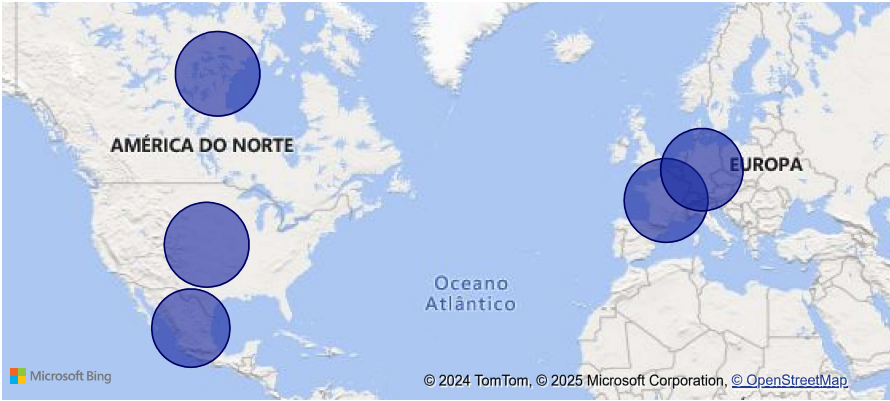 AMÉRICA DO NORTE
EUROPA
Oceano
Atlântico
Microsoft Bing
© 2024 TomTom, © 2025 Microsoft Corporation, © OpenStreetMap